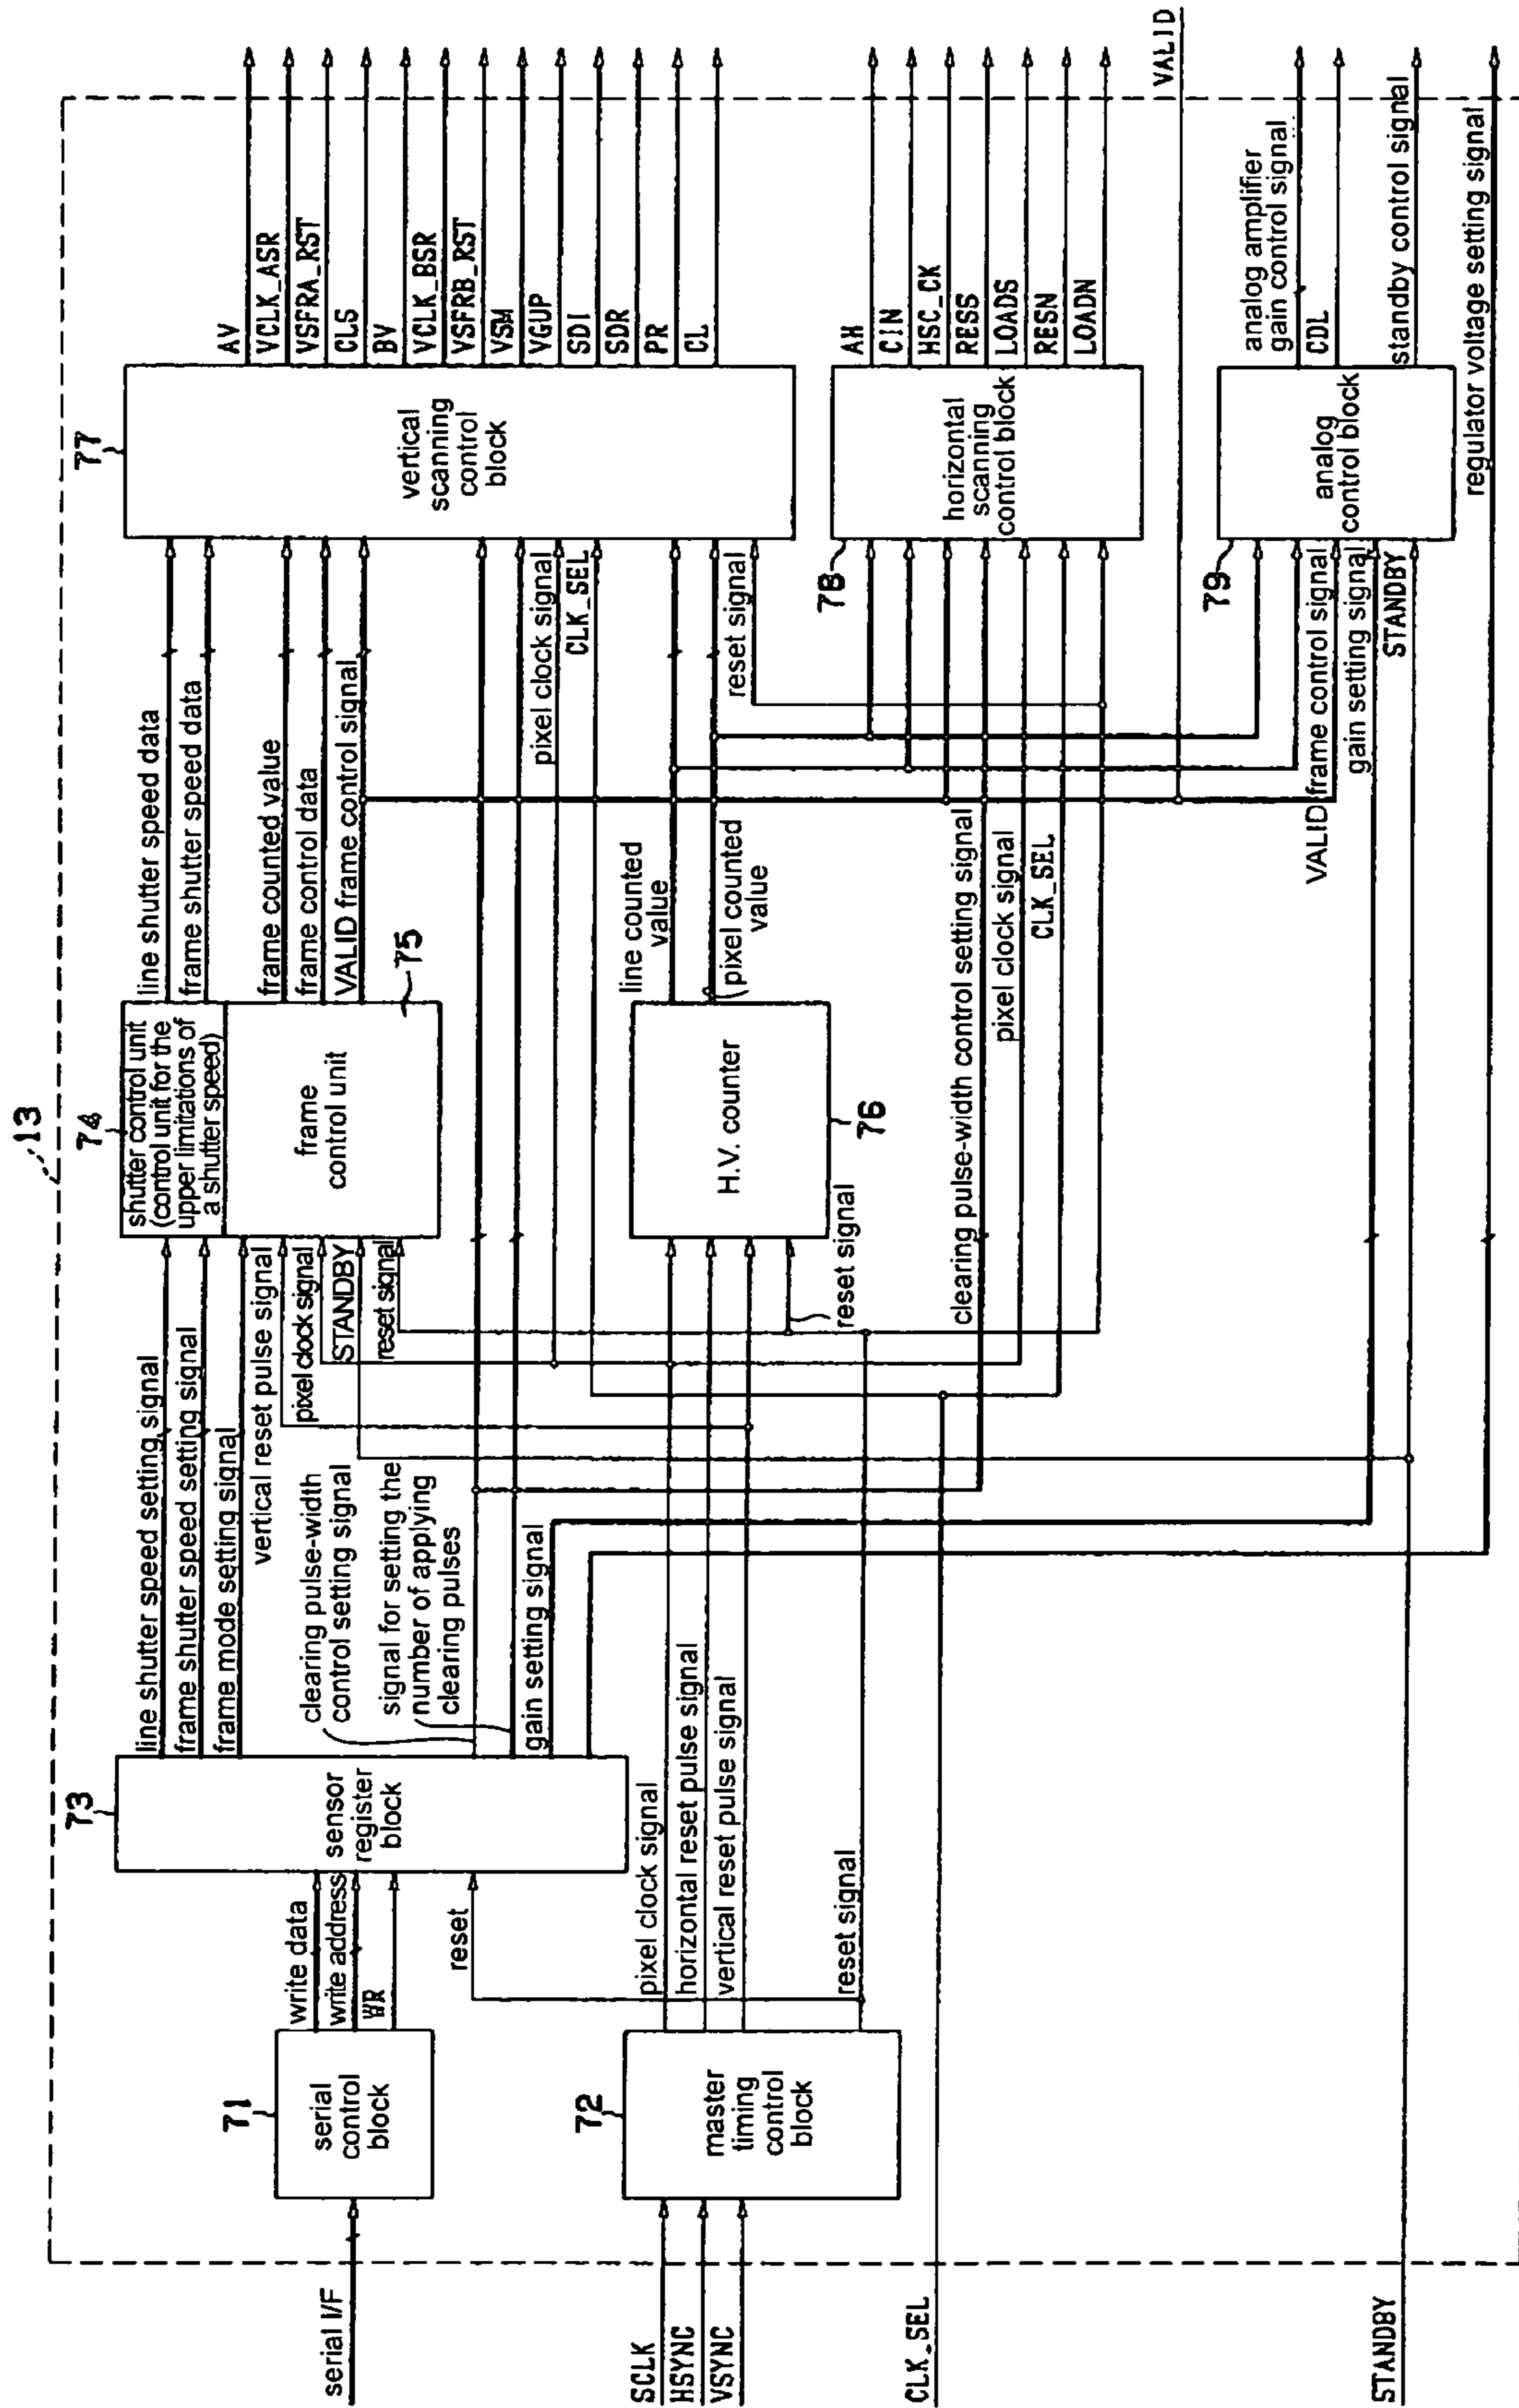 13
serial I/F
SCLK
HSYNC
VSYNC
CLK_SEL
STANDBY
71
serial
control
block
write data
write address
WR
72
master
timing
control
block
reset
pixel clock signal
horizontal reset pulse signal
vertical reset pulse signal
reset signal
73
sensor
register
block
line shutter speed setting signal
frame shutter speed setting signal
frame mode setting signal
vertical reset pulse signal
pixel clock signal
STANDBY
reset signal
clearing pulse-width
control setting signal
signal for setting the
number of applying
clearing pulses
gain setting signal
74
shutter control unit
(control unit for the
upper limitations of
a shutter speed)
frame
control unit
75
line shutter speed data
frame shutter speed data
frame counted value
frame control data
VALID frame control signal
H.V. counter
76
reset signal
line counted
value
pixel counted
value
clearing pulse-width control setting signal
pixel clock signal
CLK_SEL
pixel clock signal
CLK_SEL
reset signal
77
vertical
scanning
control
block
AV
VCLK_ASR
VSFRA_RST
CLS
BV
VCLK_BSR
VSFRB_RST
VSM
VGUP
SDI
SDR
PR
CL
78
horizontal
scanning
control block
AH
CIN
HSC_CK
RESS
LOADS
RESN
LOADN
VALID
79
VALID frame control signal
gain setting signal
STANDBY
analog
control block
analog amplifier
gain control signal
CDL
standby control signal
regulator voltage setting signal